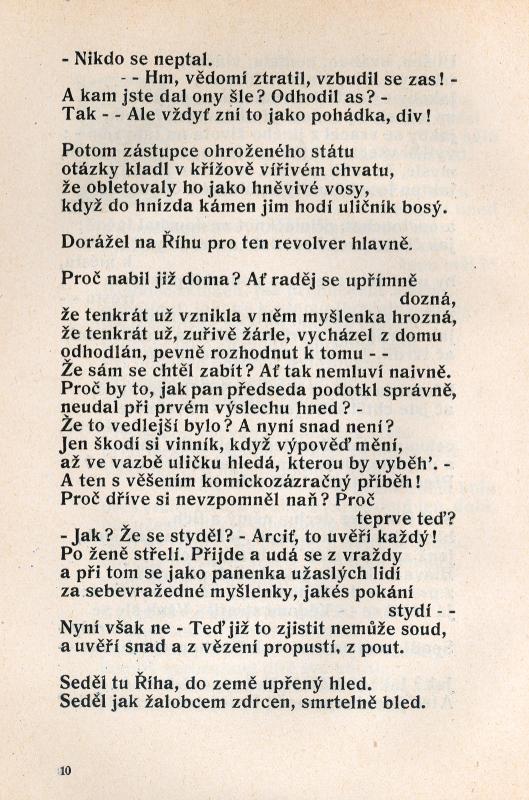 - Nikdo se neptal.
- - Hm, vědomí ztratil, vzbudil se zas! -
A kam jste dal ony šle? Odhodil as? -
Tak - - Ale vždyť zní to jako pohádka, div!
Potom zástupce ohroženého státu
otázky kladl v křížově vířivém chvatu,
že obletovaly ho jako hněvivé vosy,
když do hnízda kámen jim hodí uličník bosý.
Dorážel na Říhu pro ten revolver hlavně.
Proč nabil již doma? Ať raděj se upřímně
dozná,
že tenkrát už vznikla v něm myšlenka hrozná,
že tenkrát už, zuřivě žárle, vycházel z domu
odhodlán, pevně rozhodnut k tomu - -
Že sám se chtěl zabít? Ať tak nemluví naivně.
Proč by to, jak pan předseda podotkl správně,
neudal při prvém výslechu hned? -
Že to vedlejší bylo? A nyní snad není?
Jen škodí si vinník, když výpověď mění,
až ve vazbě uličku hledá, kterou by vyběh'. -
A ten s věšením komickozázračný příběh!
Proč dříve si nevzpomněl naň? Proč
teprve teď?
- Jak? Že se styděl? - Arciť, to uvěří každý!
Po ženě střelí. Přijde a udá se z vraždy
a při tom se jako panenka užaslých lidí
za sebevražedné myšlenky, jakés pokání
stydí - -
Nyní však ne - Teď již to zjistit nemůže soud,
a uvěří snad a z vězení propustí, z pout.
Seděl tu Říha, do země upřený hled.
Seděl jak žalobcem zdrcen, smrtelně bled.
10